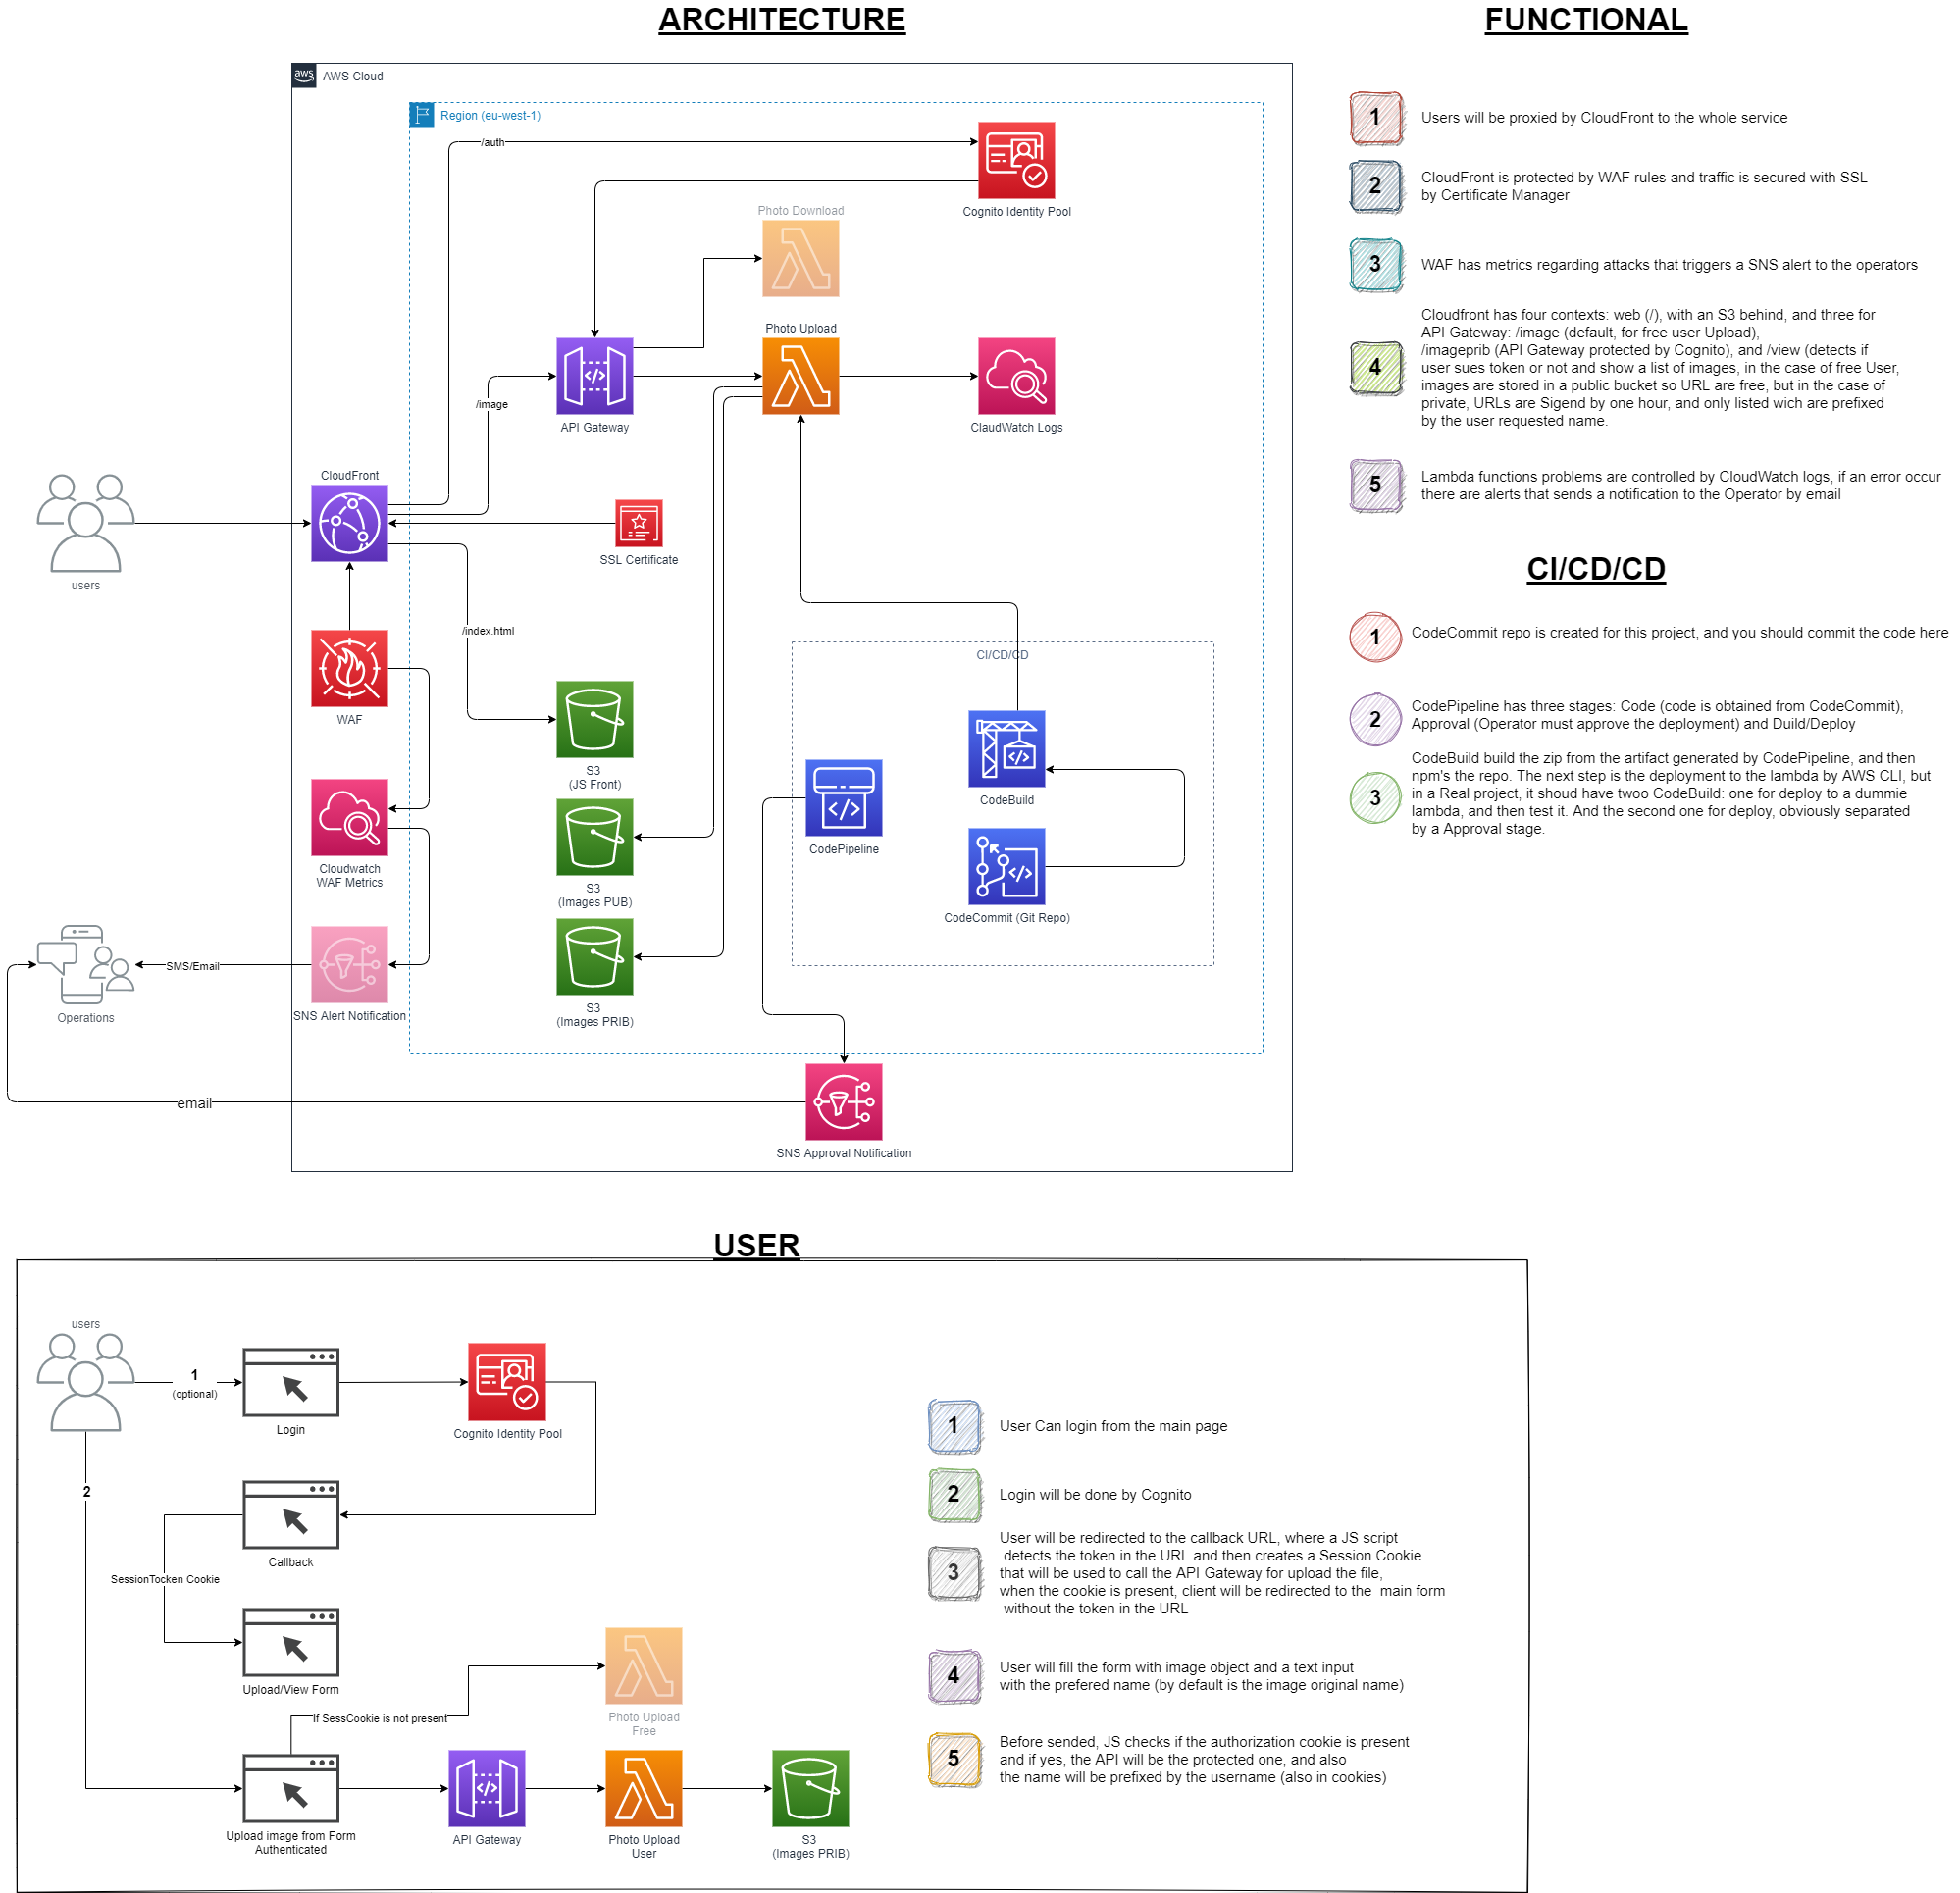 ARCHITECTURE
FUNCTIONAL
aws
AWS Cloud
Region (eu-west-1)
/auth
Cognito Identity Pool
Photo Download
Photo Upload
/image
API Gateway
ClaudWatch Logs
CloudFront
users
SSL Certificate
/index.html
WAF
CI/CD/CD
S3
(JS Front)
CodeBuild
CodePipeline
Cloudwatch
WAF Metrics
S3
(Images PUB)
CodeCommit (Git Repo)
SMS/Email
Operations
SNS Alert Notification
S3
(Images PRIB)
email
SNS Approval Notification
1
Users will be proxied by CloudFront to the whole service
2
CloudFront is protected by WAF rules and traffic is secured with SSL
by Certificate Manager
3
WAF has metrics regarding attacks that triggers a SNS alert to the operators
4
Cloudfront has four contexts: web (/), with an S3 behind, and three for
API Gateway: /image (default, for free user Upload),
/imageprib (API Gateway protected by Cognito), and /view (detects if
user sues token or not and show a list of images, in the case of free User,
images are stored in a public bucket so URL are free, but in the case of
private, URLs are Sigend by one hour, and only listed wich are prefixed
by the user requested name.
5
Lambda functions problems are controlled by CloudWatch logs, if an error occur
there are alerts that sends a notification to the Operator by email
CI/CD/CD
1
CodeCommit repo is created for this project, and you should commit the code here
2
CodePipeline has three stages: Code (code is obtained from CodeCommit),
Approval (Operator must approve the deployment) and Duild/Deploy
3
CodeBuild build the zip from the artifact generated by CodePipeline, and then
npm's the repo. The next step is the deployment to the lambda by AWS CLI, but
in a Real project, it shoud have twoo CodeBuild: one for deploy to a dummie
lambda, and then test it. And the second one for deploy, obviously separated
by a Approval stage.
USER
users
1
(optional)
Login
Cognito Identity Pool
2
Callback
SessionTocken Cookie
Upload/View Form
If SessCookie is not present
Photo Upload
Free
Upload image from Form
Authenticated
API Gateway
Photo Upload
User
S3
(Images PRIB)
1
User Can login from the main page
2
Login will be done by Cognito
3
User will be redirected to the callback URL, where a JS script
detects the token in the URL and then creates a Session Cookie
that will be used to call the API Gateway for upload the file,
when the cookie is present, client will be redirected to the  main form
without the token in the URL
4
User will fill the form with image object and a text input
with the prefered name (by default is the image original name)
5
Before sended, JS checks if the authorization cookie is present
and if yes, the API will be the protected one, and also
the name will be prefixed by the username (also in cookies)